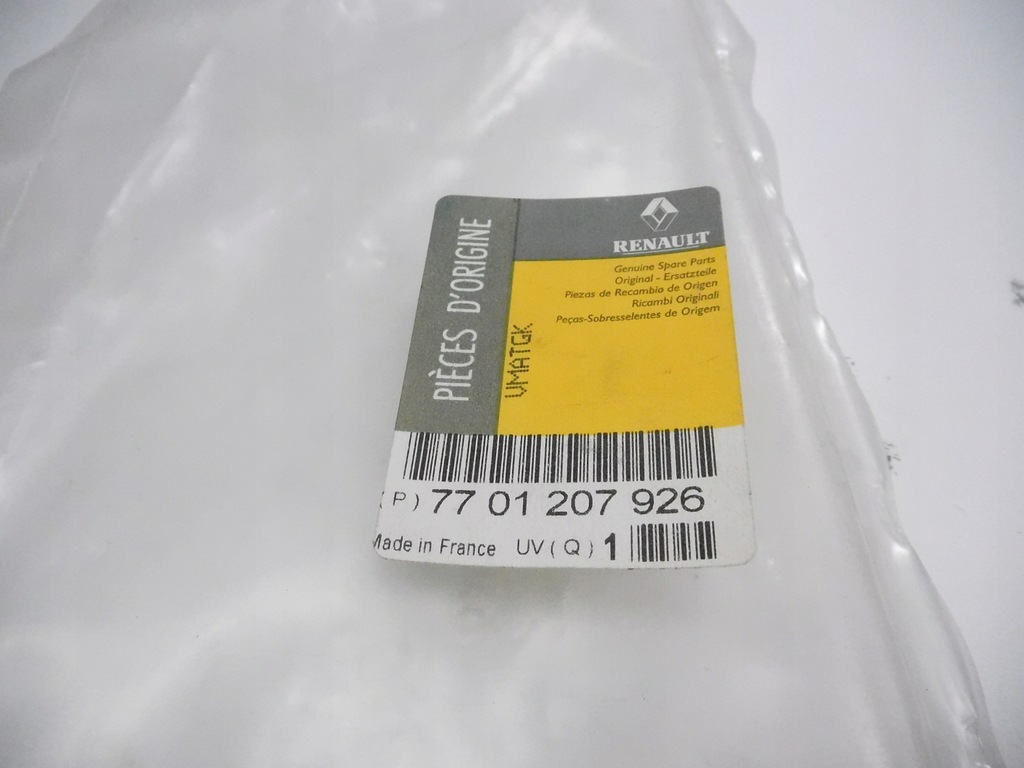 PIÈCES D'ORIGINE
RENAULT
Genuine Spare Parts
Original - Ersatzteile
Piezas de Recambio de Origen
Ricambi Originali
Peças-Sobresselentes de Origem
VMATGK
(P) 77 01 207 926
Made in France UV(Q) 1